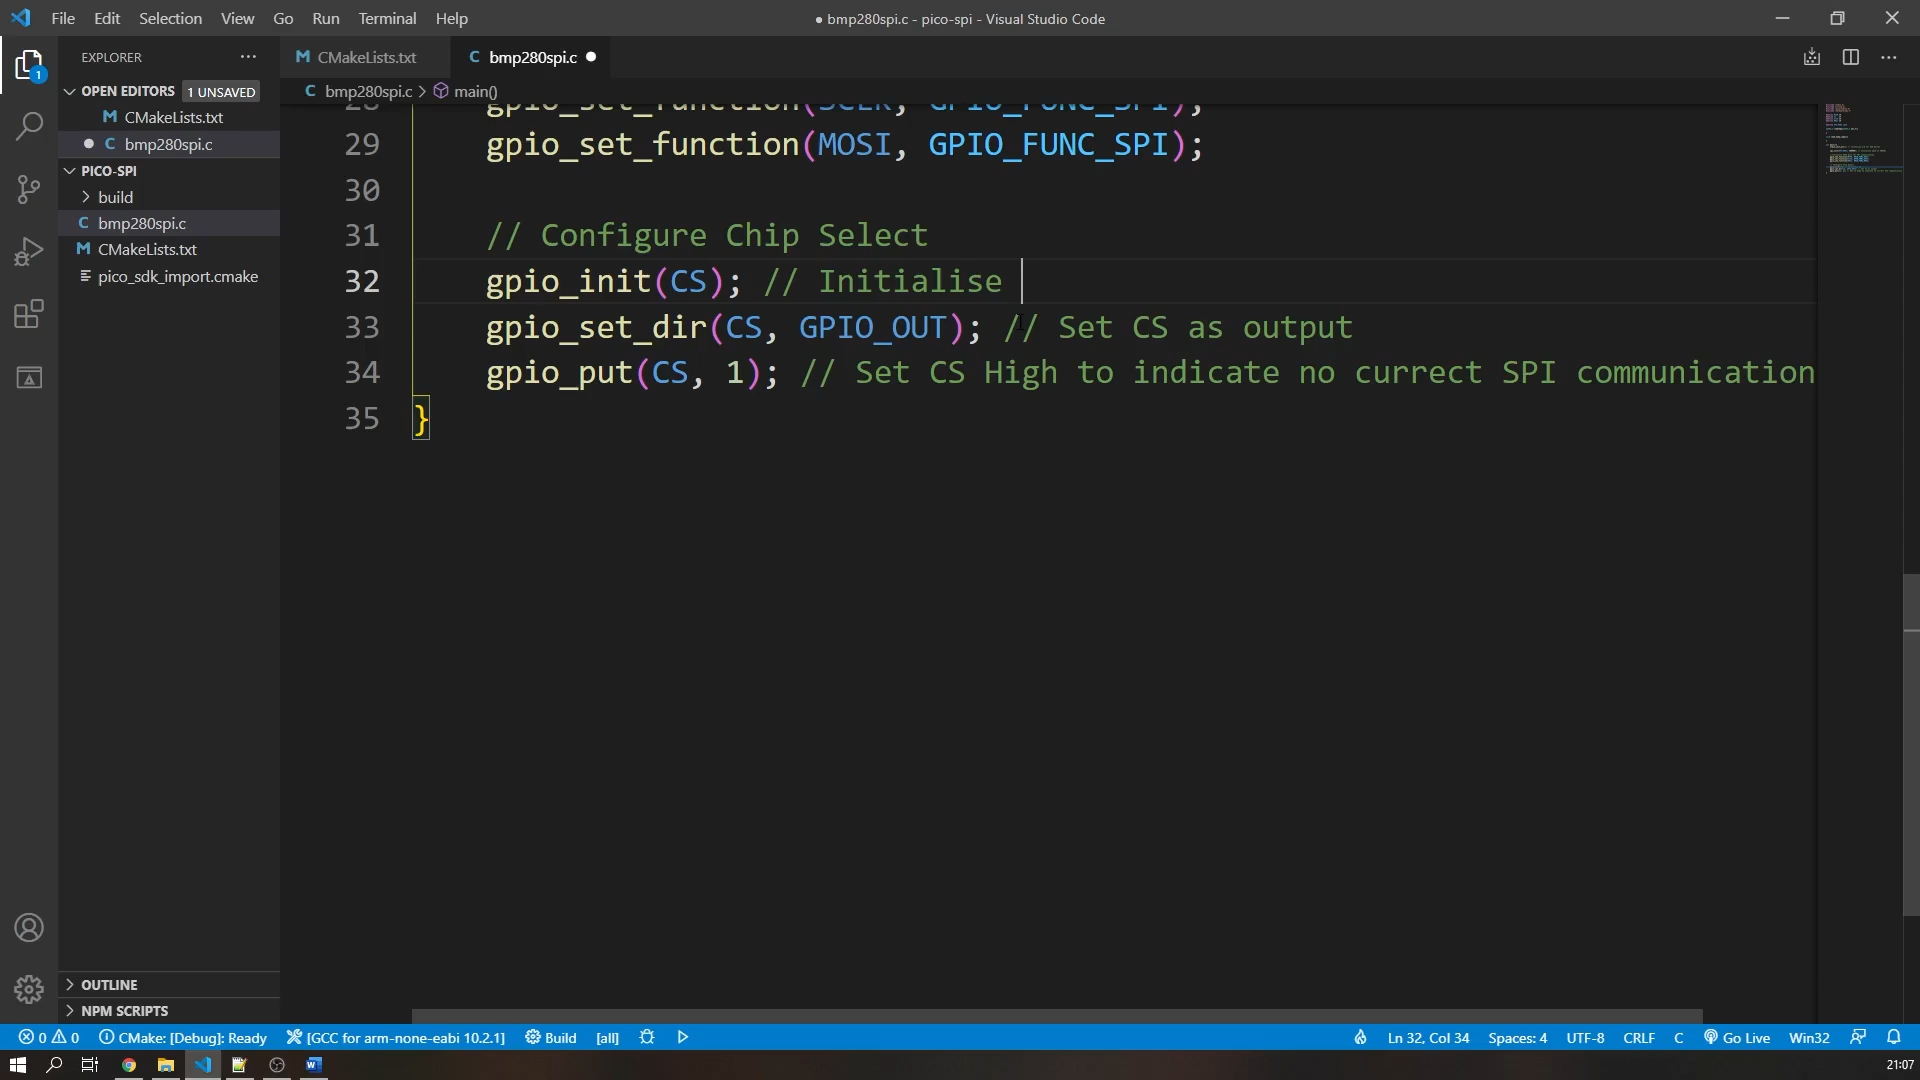 File Edit Selection View Go Run Terminal Help
● bmp280spi.c - pico-spi - Visual Studio Code
EXPLORER
1
OPEN EDITORS 1 UNSAVED
CMakeLists.txt
bmp280spi.c
PICO-SPI
build
bmp280spi.c
CMakeLists.txt
pico_sdk_import.cmake
OUTLINE
NPM SCRIPTS
CMakeLists.txt bmp280spi.c
bmp280spi.c > main()
28 gpio_set_function(SCLK, GPIO_FUNC_SPI);
29 gpio_set_function(MOSI, GPIO_FUNC_SPI);
30
31 // Configure Chip Select
32 gpio_init(CS); // Initialise
33 gpio_set_dir(CS, GPIO_OUT); // Set CS as output
34 gpio_put(CS, 1); // Set CS High to indicate no currect SPI communication
35 }
0 0 CMake: [Debug]: Ready [GCC for arm-none-eabi 10.2.1] Build [all] Ln 32, Col 34 Spaces: 4 UTF-8 CRLF C Go Live Win32
21:07